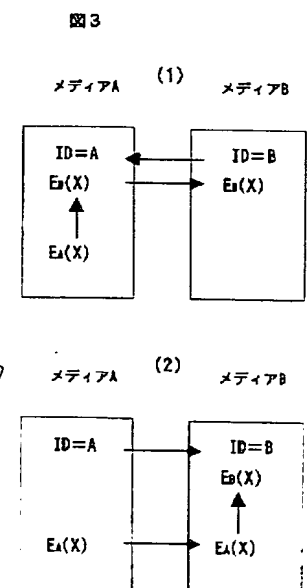 図3
(1)
メディアA メディアB
ID=A ID=B
EB(X) EB(X)
EA(X)
(2)
メディアA メディアB
ID=A ID=B
EB(X)
EA(X) EA(X)